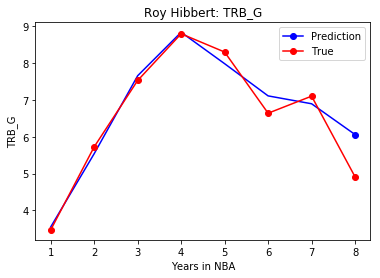 Roy Hibbert: TRB_G
Prediction
True
9
8
7
6
5
4
TRB_G
1 2 3 4 5 6 7 8
Years in NBA